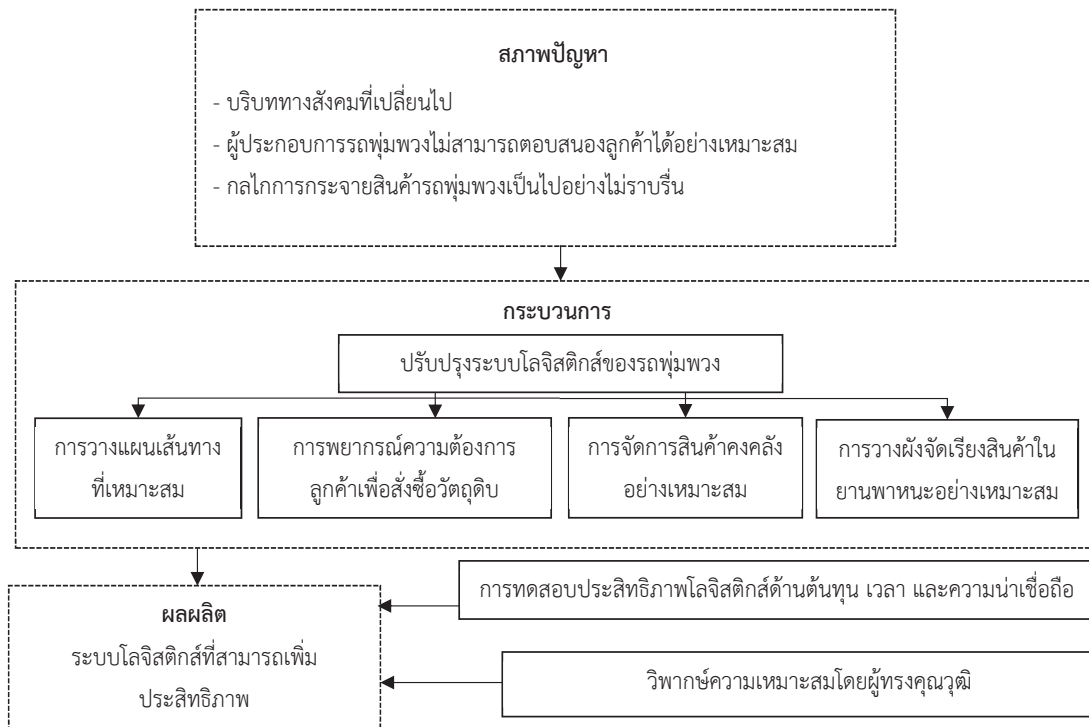 สภาพปัญหา
- บริบททางสังคมที่เปลี่ยนไป
- ผู้ประกอบการรถพุ่มพวงไม่สามารถตอบสนองลูกค้าได้อย่างเหมาะสม
- กลไกการกระจายสินค้ารถพุ่มพวงเป็นไปอย่างไม่ราบรื่น
กระบวนการ
ปรับปรุงระบบโลจิสติกส์ของรถพุ่มพวง
การวางแผนเส้นทาง
ที่เหมาะสม
การพยากรณ์ความต้องการ
ลูกค้าเพื่อสั่งซื้อวัตถุดิบ
การจัดการสินค้าคงคลัง
อย่างเหมาะสม
การวางผังจัดเรียงสินค้าใน
ยานพาหนะอย่างเหมาะสม
การทดสอบประสิทธิภาพโลจิสติกส์ด้านต้นทุน เวลา และความน่าเชื่อถือ
ผลผลิต
ระบบโลจิสติกส์ที่สามารถเพิ่ม
ประสิทธิภาพ
วิพากษ์ความเหมาะสมโดยผู้ทรงคุณวุฒิ